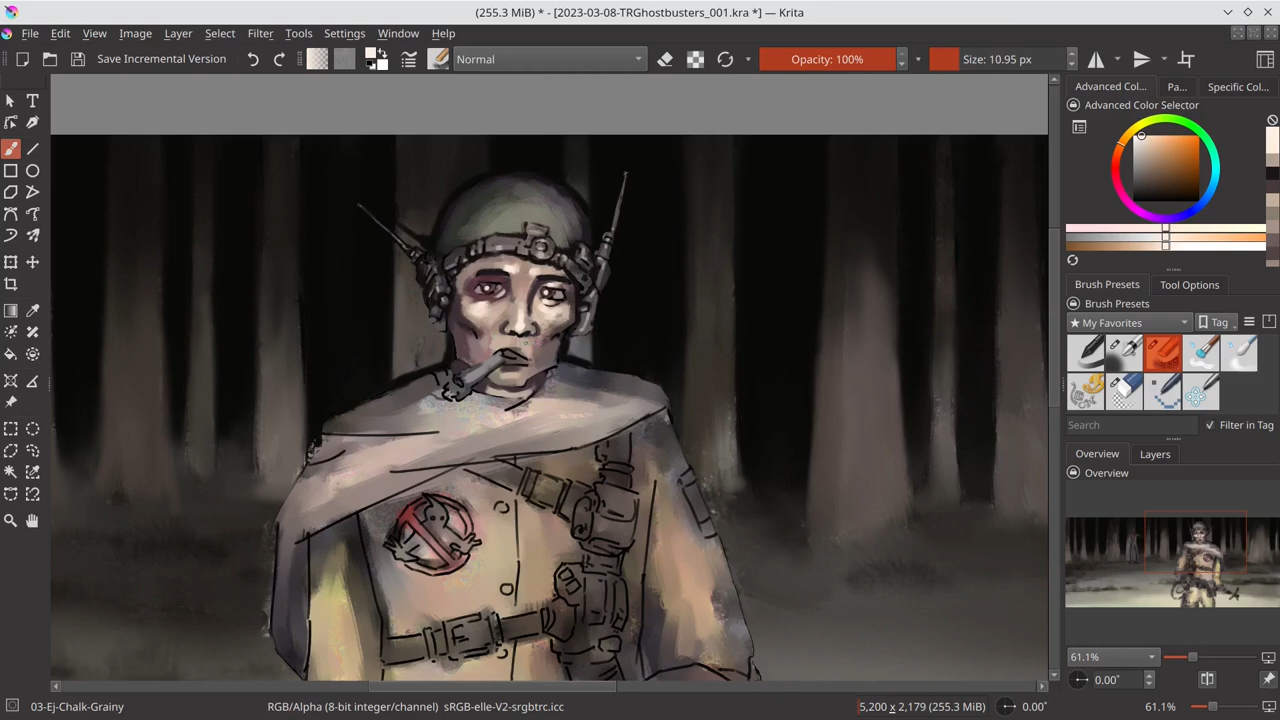 (255.3 MiB) * - [2023-03-08-TRGhostbusters_001.kra *] — Krita
File Edit View Image Layer Select Filter Tools Settings Window Help
Save Incremental Version
Normal
Opacity: 100%
Size: 10.95 px
Advanced Col... Pa... Specific Col...
Advanced Color Selector
Brush Presets Tool Options
Brush Presets
★ My Favorites
Tag
Search
Filter in Tag
Overview Layers
Overview
61.1%
0.00°
03-Ej-Chalk-Grainy
RGB/Alpha (8-bit integer/channel) sRGB-elle-V2-srgbtrc.icc
5,200 x 2,179 (255.3 MiB)
0.00°
61.1%